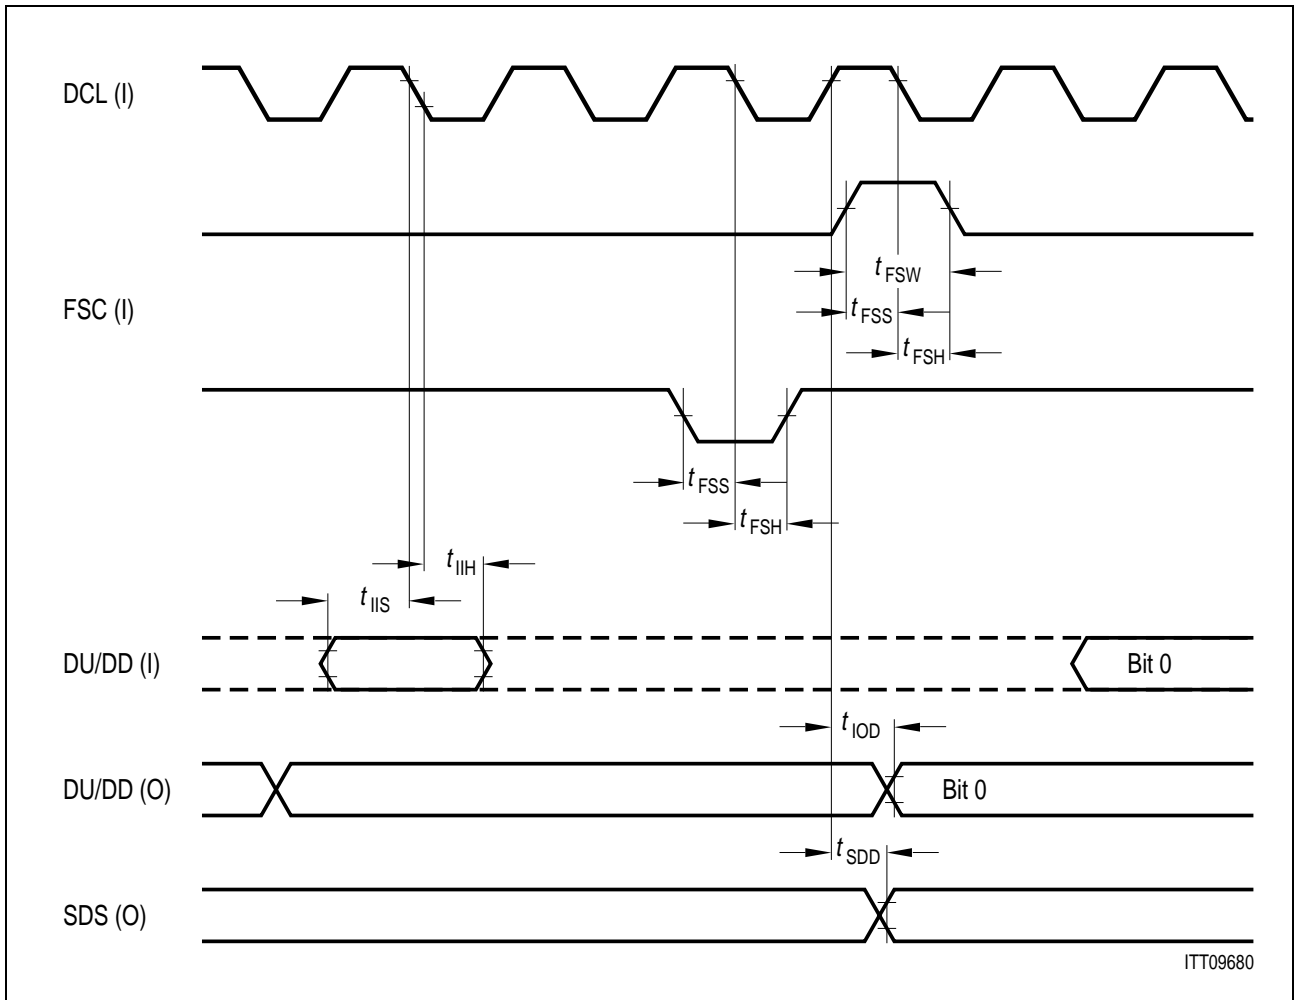 DCL (I)
t FSW
FSC (I)
t FSS
t FSH
t FSS
t FSH
t IIH
t IIS
DU/DD (I)
Bit 0
t IOD
DU/DD (O)
Bit 0
t SDD
SDS (O)
ITT09680